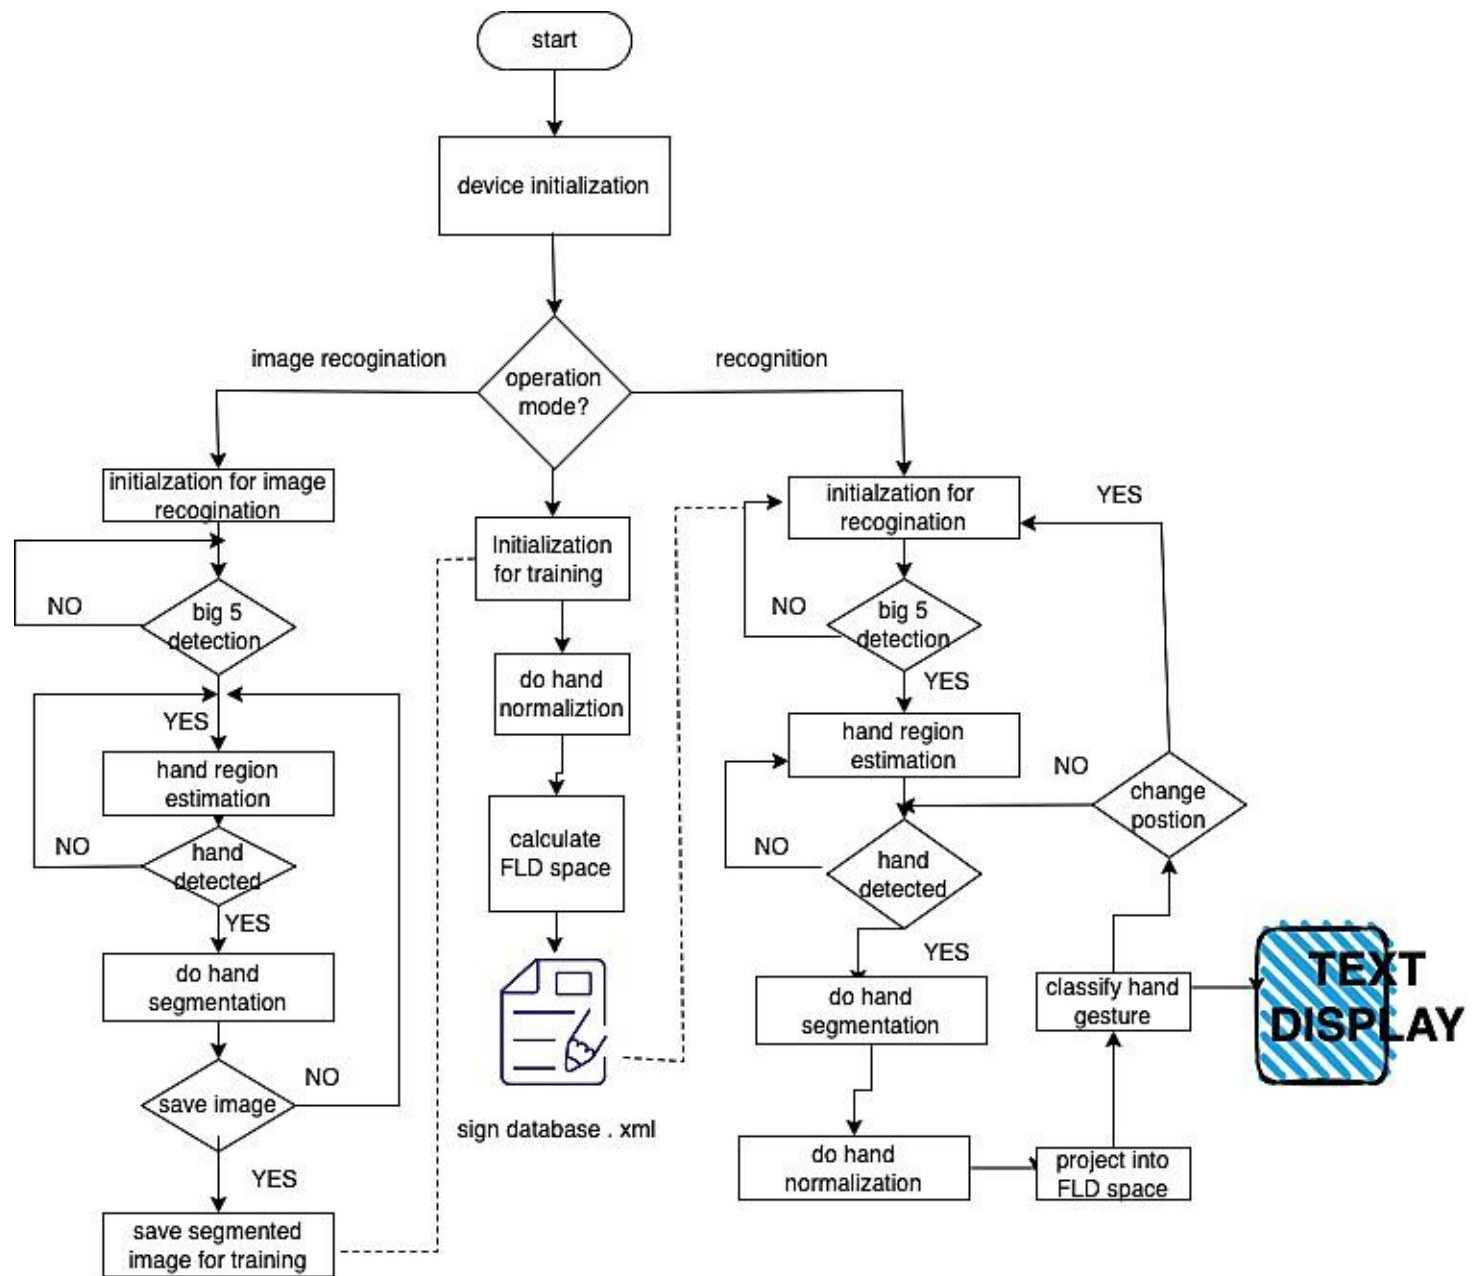 start
device initialization
operation
mode?
image recogination
recognition
initialzation for image
recogination
NO
big 5
detection
YES
hand region
estimation
NO
hand
detected
YES
do hand
segmentation
NO
save image
YES
save segmented
image for training
Initialization
for training
do hand
normaliztion
calculate
FLD space
sign database . xml
initialzation for
recogination
YES
NO
big 5
detection
YES
hand region
estimation
NO
change
postion
NO
hand
detected
YES
do hand
segmentation
do hand
normalization
project into
FLD space
classify hand
gesture
TEXT
DISPLAY